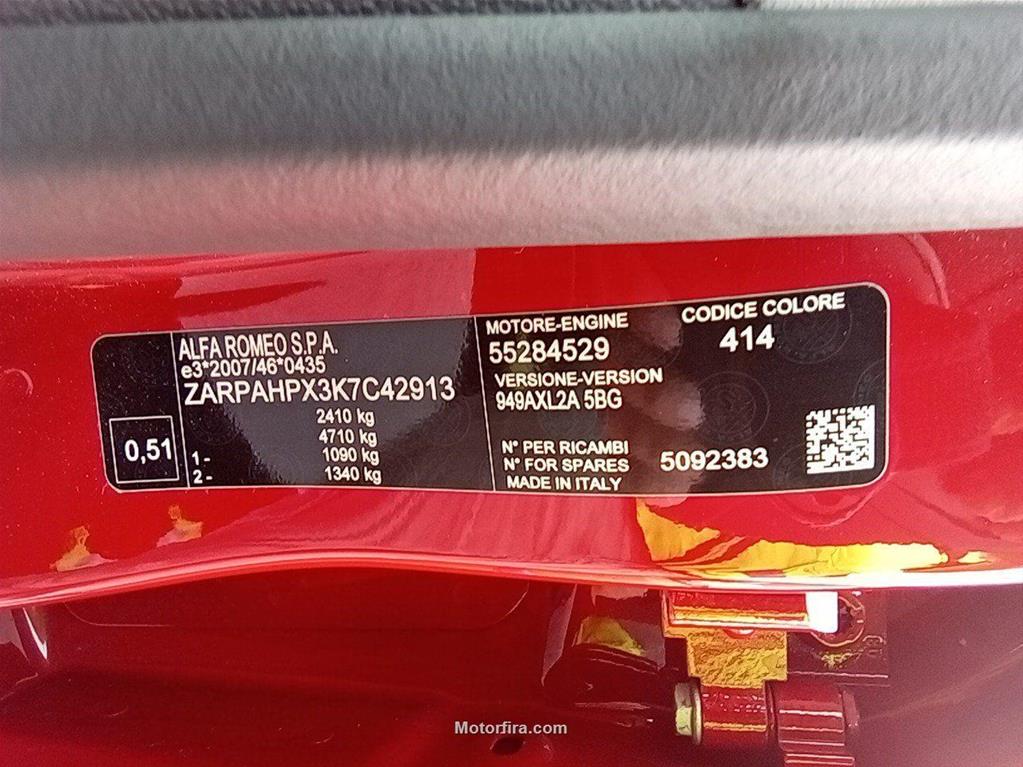 ALFA ROMEO S.P.A.
e3*2007/46*0435
ZARPAHPX3K7C42913
2410 kg
4710 kg
1- 1090 kg
2- 1340 kg
0,51
MOTORE-ENGINE
55284529
VERSIONE-VERSION
949AXL2A 5BG
N° PER RICAMBI
N° FOR SPARES 5092383
MADE IN ITALY
CODICE COLORE
414
Motorfira.com